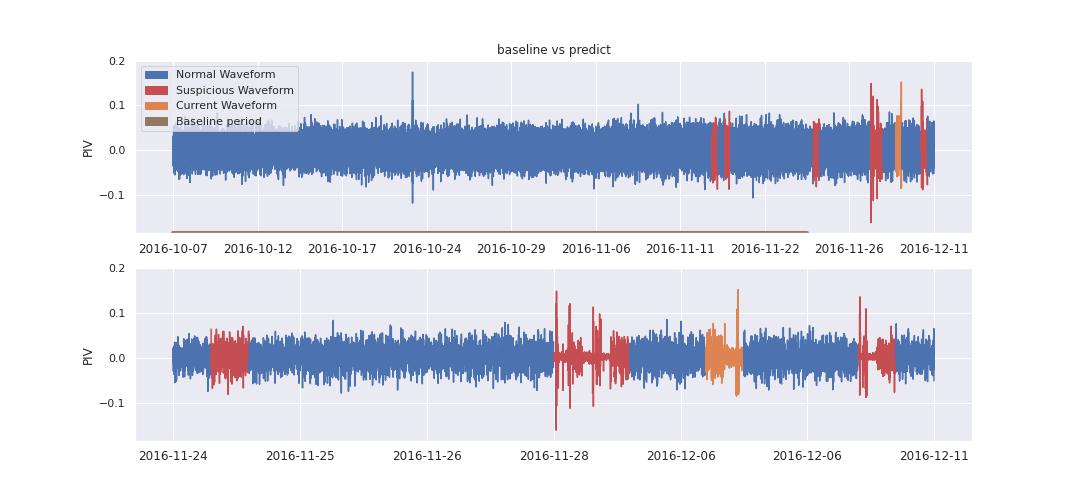 baseline vs predict
Normal Waveform
Suspicious Waveform
Current Waveform
Baseline period
PIV
0.2
0.1
0.0
−0.1
2016-10-07 2016-10-12 2016-10-17 2016-10-24 2016-10-29 2016-11-06 2016-11-11 2016-11-22 2016-11-26 2016-12-11
PIV
0.2
0.1
0.0
−0.1
2016-11-24 2016-11-25 2016-11-26 2016-11-28 2016-12-06 2016-12-06 2016-12-11